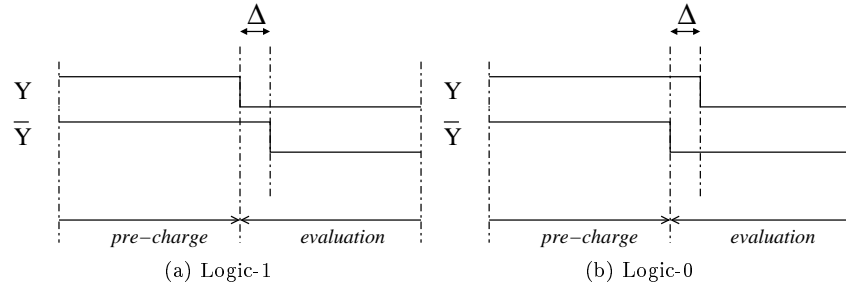 Δ Δ
Y Y
Y̅ Y̅
pre−charge evaluation pre−charge evaluation
(a) Logic-1 (b) Logic-0